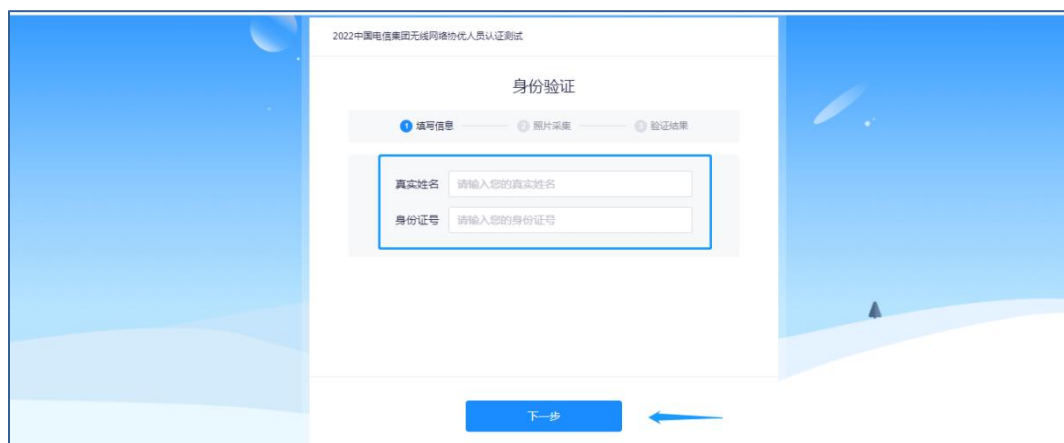 2022中国电信集团无线网络协优人员认证测试
身份验证
1 填写信息 2 照片采集 3 验证结果
真实姓名 请输入您的真实姓名
身份证号 请输入您的身份证号
下一步